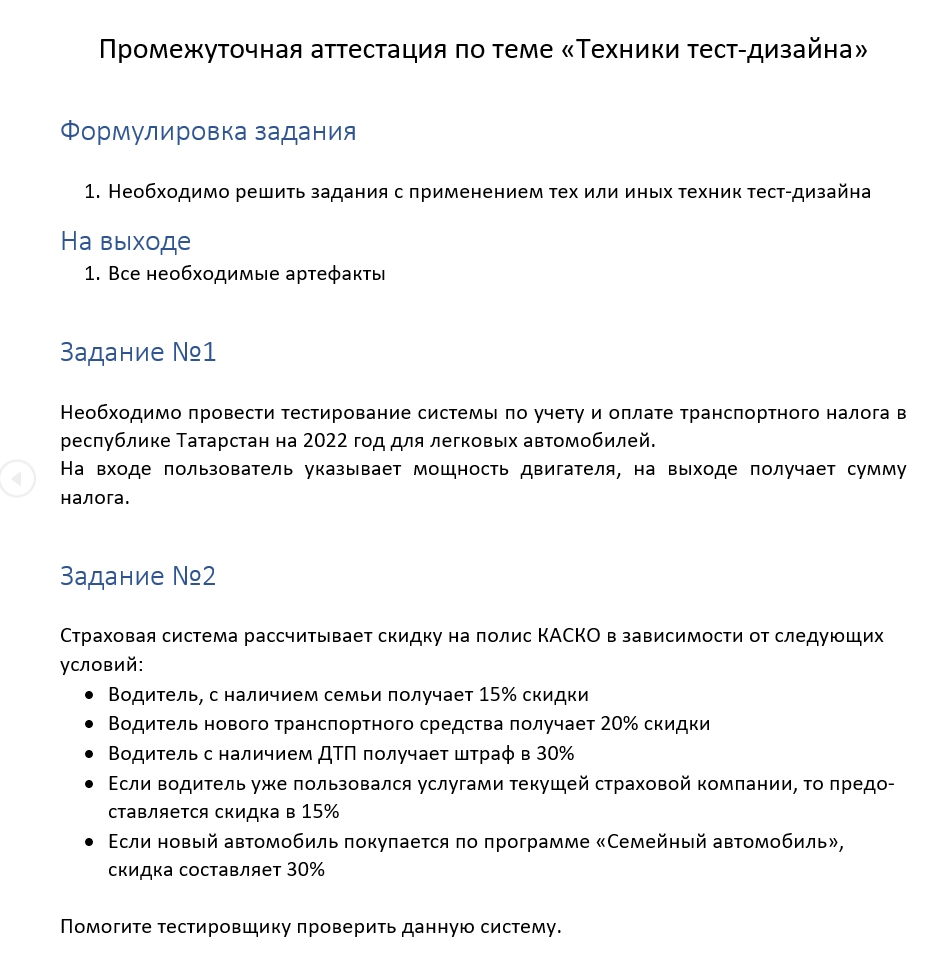 Промежуточная аттестация по теме «Техники тест-дизайна»
Формулировка задания
1. Необходимо решить задания с применением тех или иных техник тест-дизайна
На выходе
1. Все необходимые артефакты
Задание №1
Необходимо провести тестирование системы по учету и оплате транспортного налога в
республике Татарстан на 2022 год для легковых автомобилей.
На входе пользователь указывает мощность двигателя, на выходе получает сумму
налога.
Задание №2
Страховая система рассчитывает скидку на полис КАСКО в зависимости от следующих
условий:
• Водитель, с наличием семьи получает 15% скидки
• Водитель нового транспортного средства получает 20% скидки
• Водитель с наличием ДТП получает штраф в 30%
• Если водитель уже пользовался услугами текущей страховой компании, то предо-
ставляется скидка в 15%
• Если новый автомобиль покупается по программе «Семейный автомобиль»,
скидка составляет 30%
Помогите тестировщику проверить данную систему.